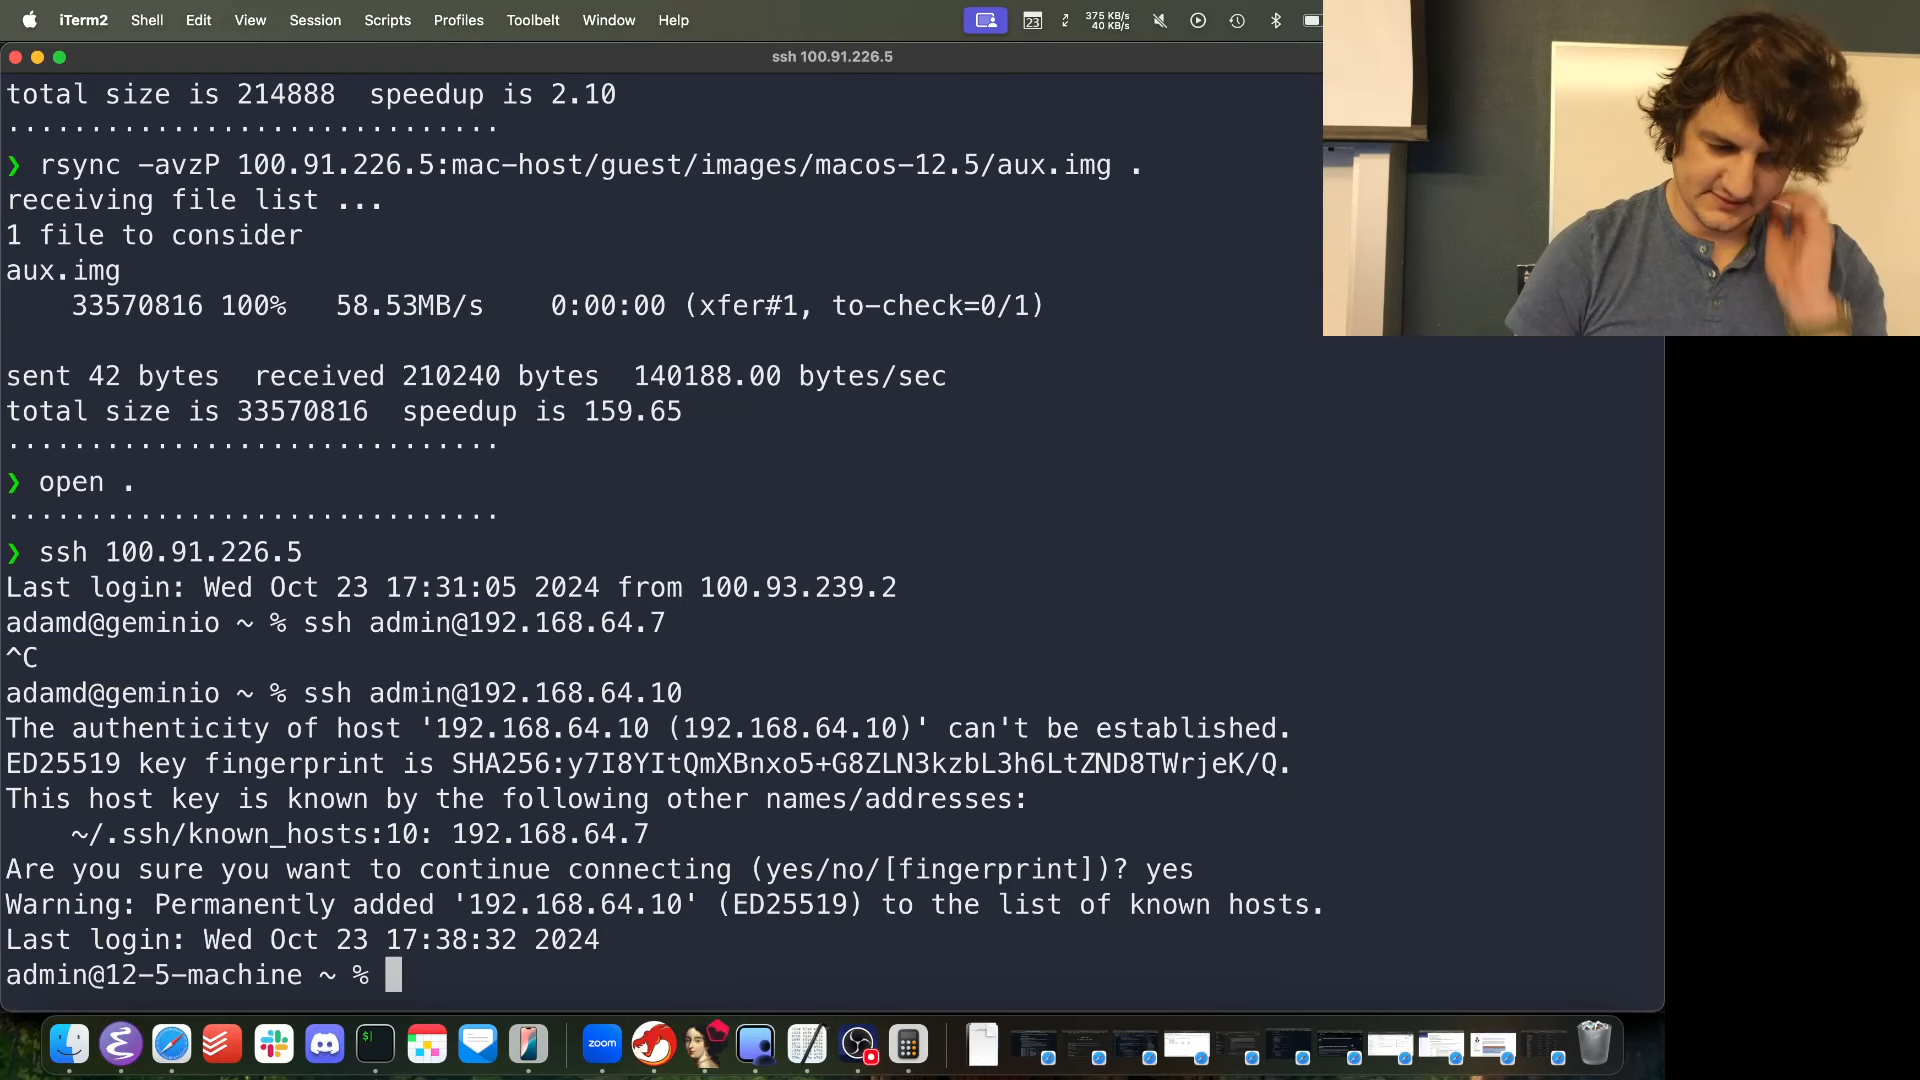 iTerm2 Shell Edit View Session Scripts Profiles Toolbelt Window Help 23 375 KB/s
40 KB/s
ssh 100.91.226.5
total size is 214888 speedup is 2.10
..............................
❯ rsync -avzP 100.91.226.5:mac-host/guest/images/macos-12.5/aux.img .
receiving file list ...
1 file to consider
aux.img
33570816 100% 58.53MB/s 0:00:00 (xfer#1, to-check=0/1)
sent 42 bytes received 210240 bytes 140188.00 bytes/sec
total size is 33570816 speedup is 159.65
..............................
❯ open .
..............................
❯ ssh 100.91.226.5
Last login: Wed Oct 23 17:31:05 2024 from 100.93.239.2
adamd@geminio ~ % ssh admin@192.168.64.7
^C
adamd@geminio ~ % ssh admin@192.168.64.10
The authenticity of host '192.168.64.10 (192.168.64.10)' can't be established.
ED25519 key fingerprint is SHA256:y7I8YItQmXBnxo5+G8ZLN3kzbL3h6LtZND8TWrjeK/Q.
This host key is known by the following other names/addresses:
~/.ssh/known_hosts:10: 192.168.64.7
Are you sure you want to continue connecting (yes/no/[fingerprint])? yes
Warning: Permanently added '192.168.64.10' (ED25519) to the list of known hosts.
Last login: Wed Oct 23 17:38:32 2024
admin@12-5-machine ~ %
$
zoom